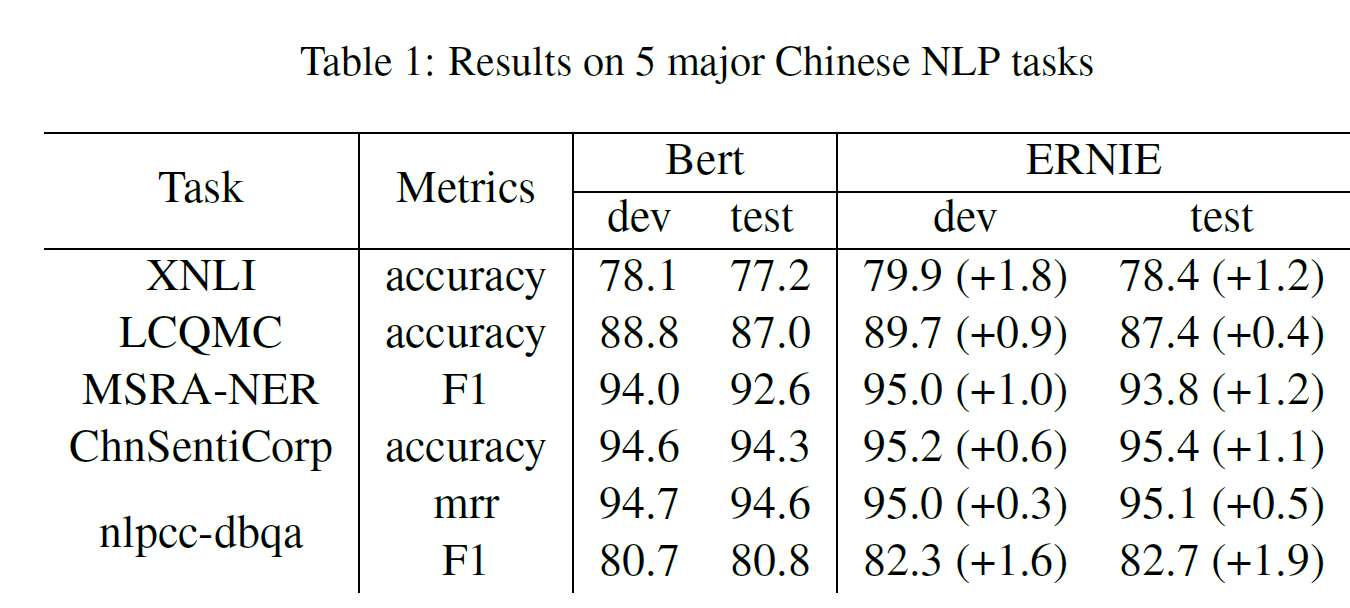 Table 1: Results on 5 major Chinese NLP tasks
Task Metrics Bert ERNIE
dev test dev test
XNLI accuracy 78.1 77.2 79.9 (+1.8) 78.4 (+1.2)
LCQMC accuracy 88.8 87.0 89.7 (+0.9) 87.4 (+0.4)
MSRA-NER F1 94.0 92.6 95.0 (+1.0) 93.8 (+1.2)
ChnSentiCorp accuracy 94.6 94.3 95.2 (+0.6) 95.4 (+1.1)
nlpcc-dbqa mrr 94.7 94.6 95.0 (+0.3) 95.1 (+0.5)
F1 80.7 80.8 82.3 (+1.6) 82.7 (+1.9)